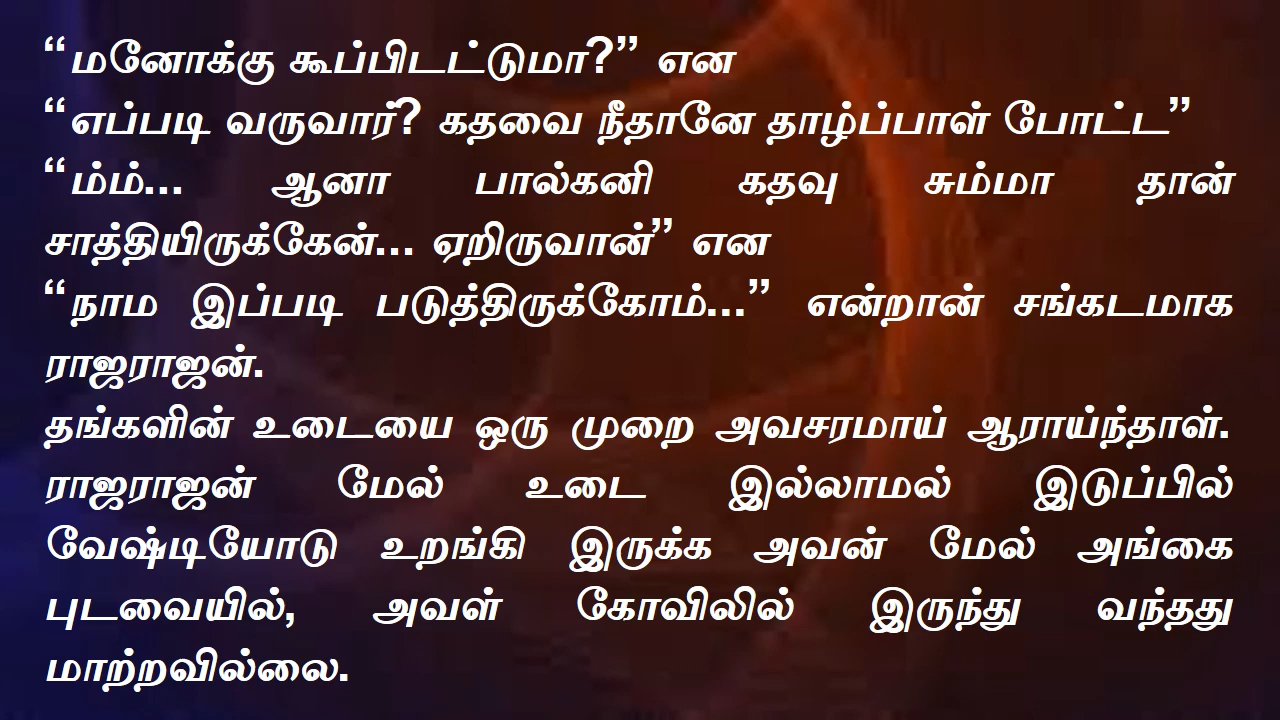 “மனோக்கு கூப்பிடட்டுமா?” என
“எப்படி வருவார்? கதவை நீதானே தாழ்ப்பாள் போட்ட”
“ம்ம்... ஆனா பால்கனி கதவு சும்மா தான்
சாத்தியிருக்கேன்... ஏறிருவான்” என
“நாம இப்படி படுத்திருக்கோம்...” என்றான் சங்கடமாக
ராஜராஜன்.
தங்களின் உடையை ஒரு முறை அவசரமாய் ஆராய்ந்தாள்.
ராஜராஜன் மேல் உடை இல்லாமல் இடுப்பில்
வேஷ்டியோடு உறங்கி இருக்க அவன் மேல் அங்கை
புடவையில், அவள் கோவிலில் இருந்து வந்தது
மாற்றவில்லை.